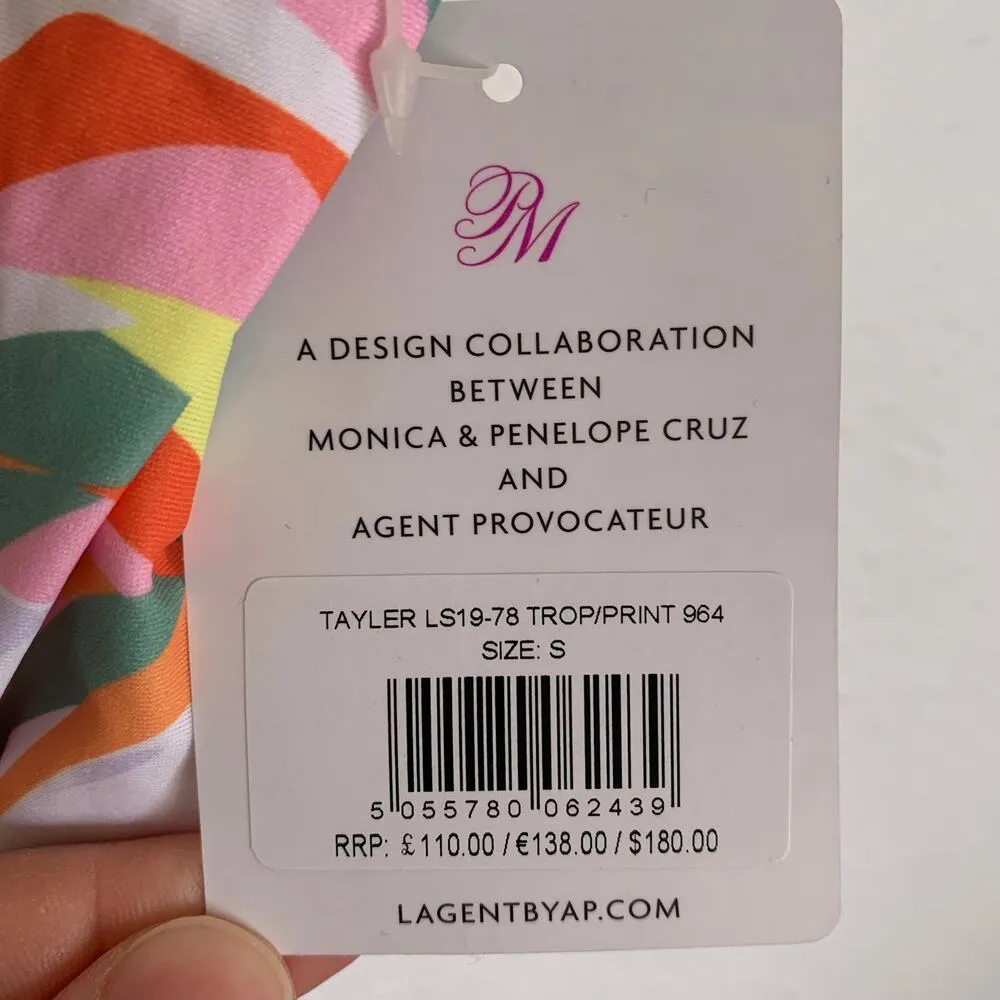 PM
A DESIGN COLLABORATION
BETWEEN
MONICA & PENELOPE CRUZ
AND
AGENT PROVOCATEUR
TAYLER LS19-78 TROP/PRINT 964
SIZE: S
5 055780 062439
RRP: £110.00 / €138.00 / $180.00
LAGENTBYAP.COM